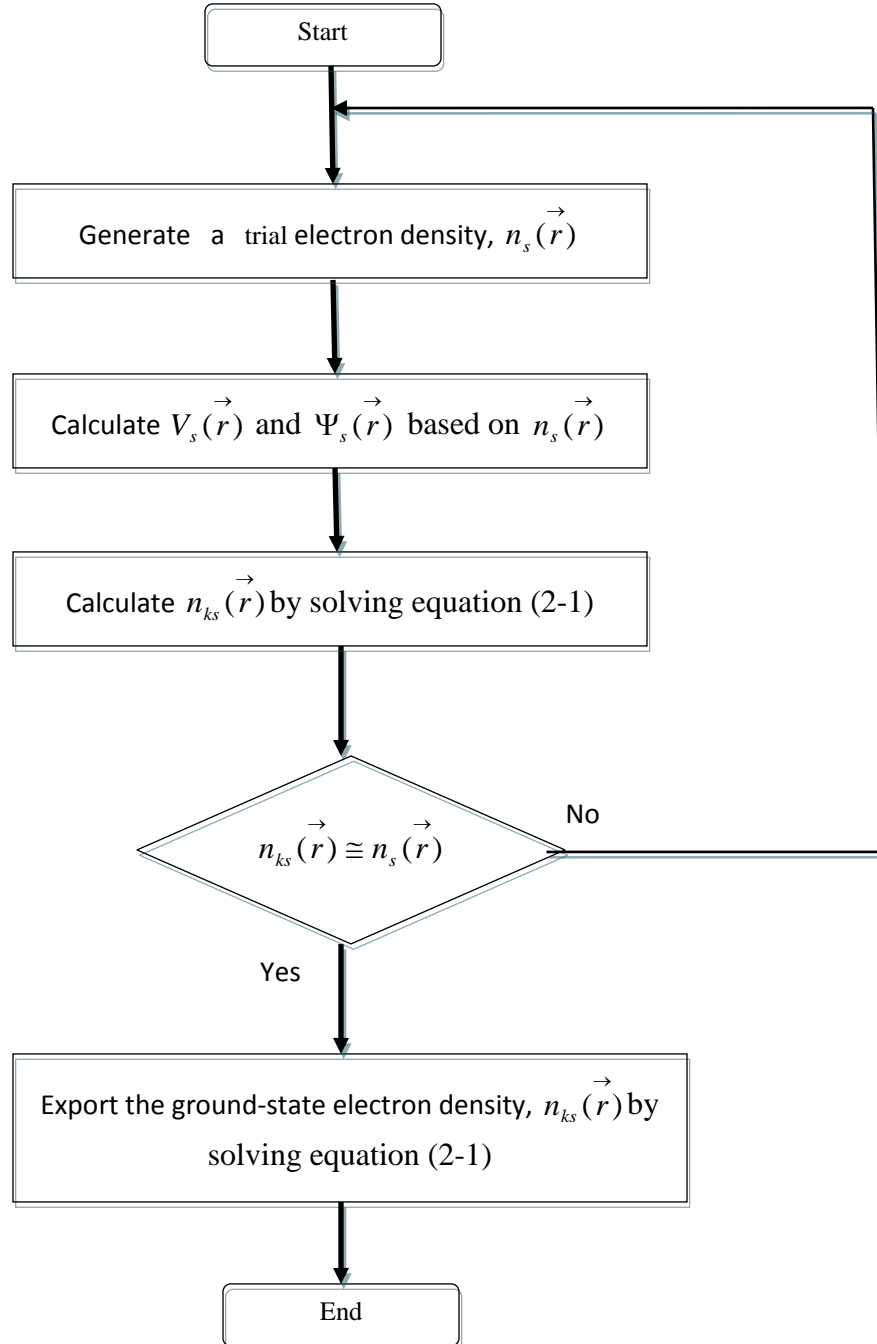 Start
Generate a trial electron density, n_s(r⃗)
Calculate V_s(r⃗) and Ψ_s(r⃗) based on n_s(r⃗)
Calculate n_ks(r⃗) by solving equation (2-1)
n_ks(r⃗) ≅ n_s(r⃗)
No
Yes
Export the ground-state electron density, n_ks(r⃗) by
solving equation (2-1)
End